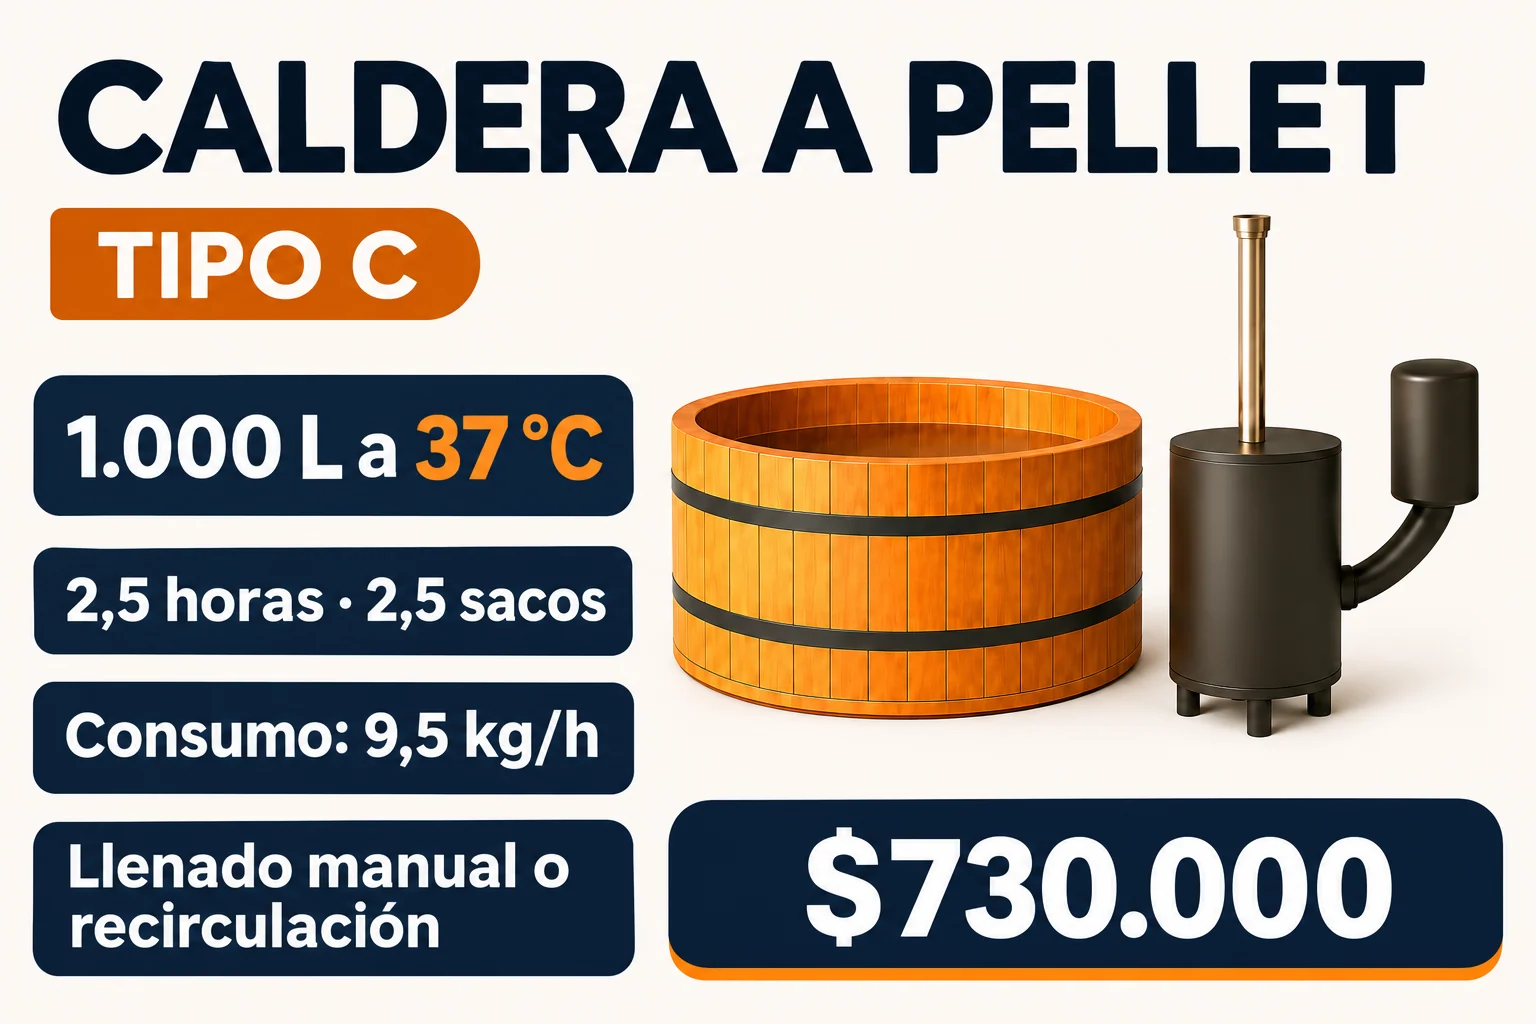 CALDERA A PELLET
TIPO C
1.000 L a 37 °C
2,5 horas · 2,5 sacos
Consumo: 9,5 kg/h
Llenado manual o
recirculación
$730.000